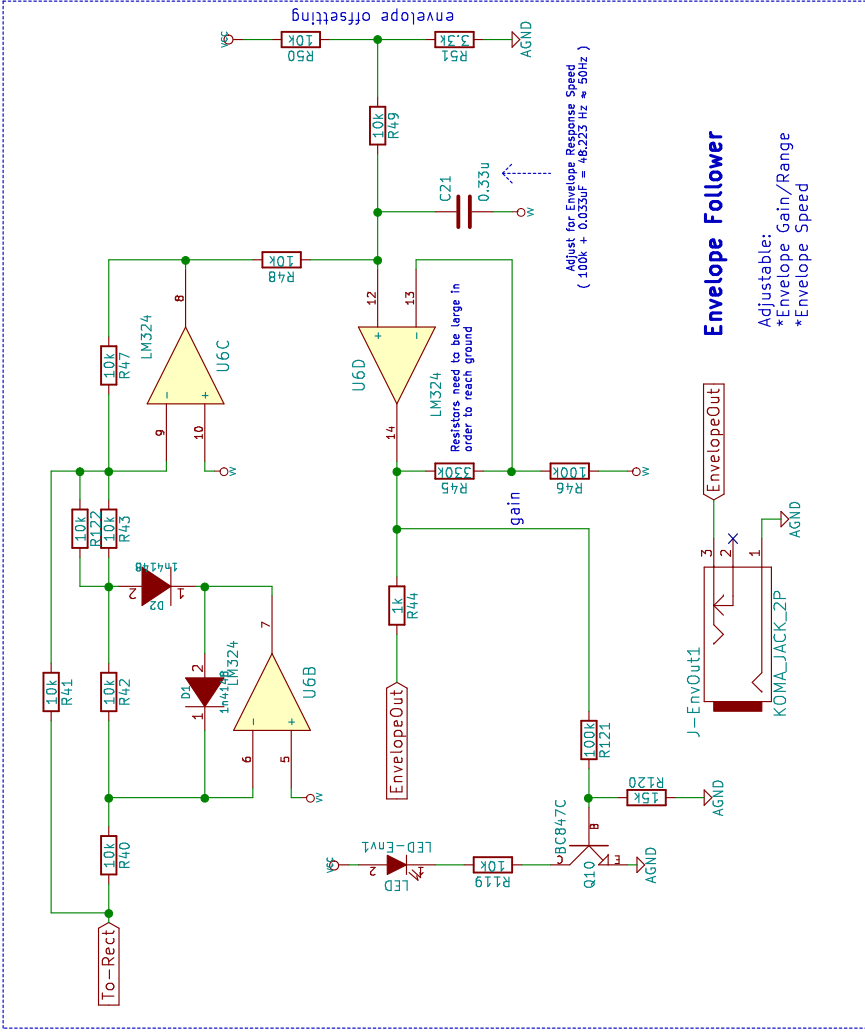 envelope offsetting
VCC
10k
R50
3.3k
R51
AGND
10k
R49
C21
0.33u
VV
Adjust for Envelope Response Speed
( 100k + 0.033uF = 48.223 Hz ≈ 50Hz )
Envelope Follower
Adjustable:
*Envelope Gain/Range
*Envelope Speed
10k
R48
8
LM324
U6C
-
+
9
10
VV
10k
R47
12
13
+
-
U6D
LM324
14
Resistors need to be large in
order to reach ground
330k
R45
100k
R46
VV
gain
10k
R122
10k
R43
1n4148
2
1
D2
7
LM324
U6B
-
+
6
5
VV
D1
2
1
1n4148
10k
R41
10k
R42
10k
R40
To-Rect
1k
R44
EnvelopeOut
100k
R121
R120
15k
AGND
BC847C
B
C
E
Q10
AGND
VCC
LED-Env1
2
1
LED
10k
R119
EnvelopeOut
3
2
1
AGND
J-EnvOut1
KOMA_JACK_2P